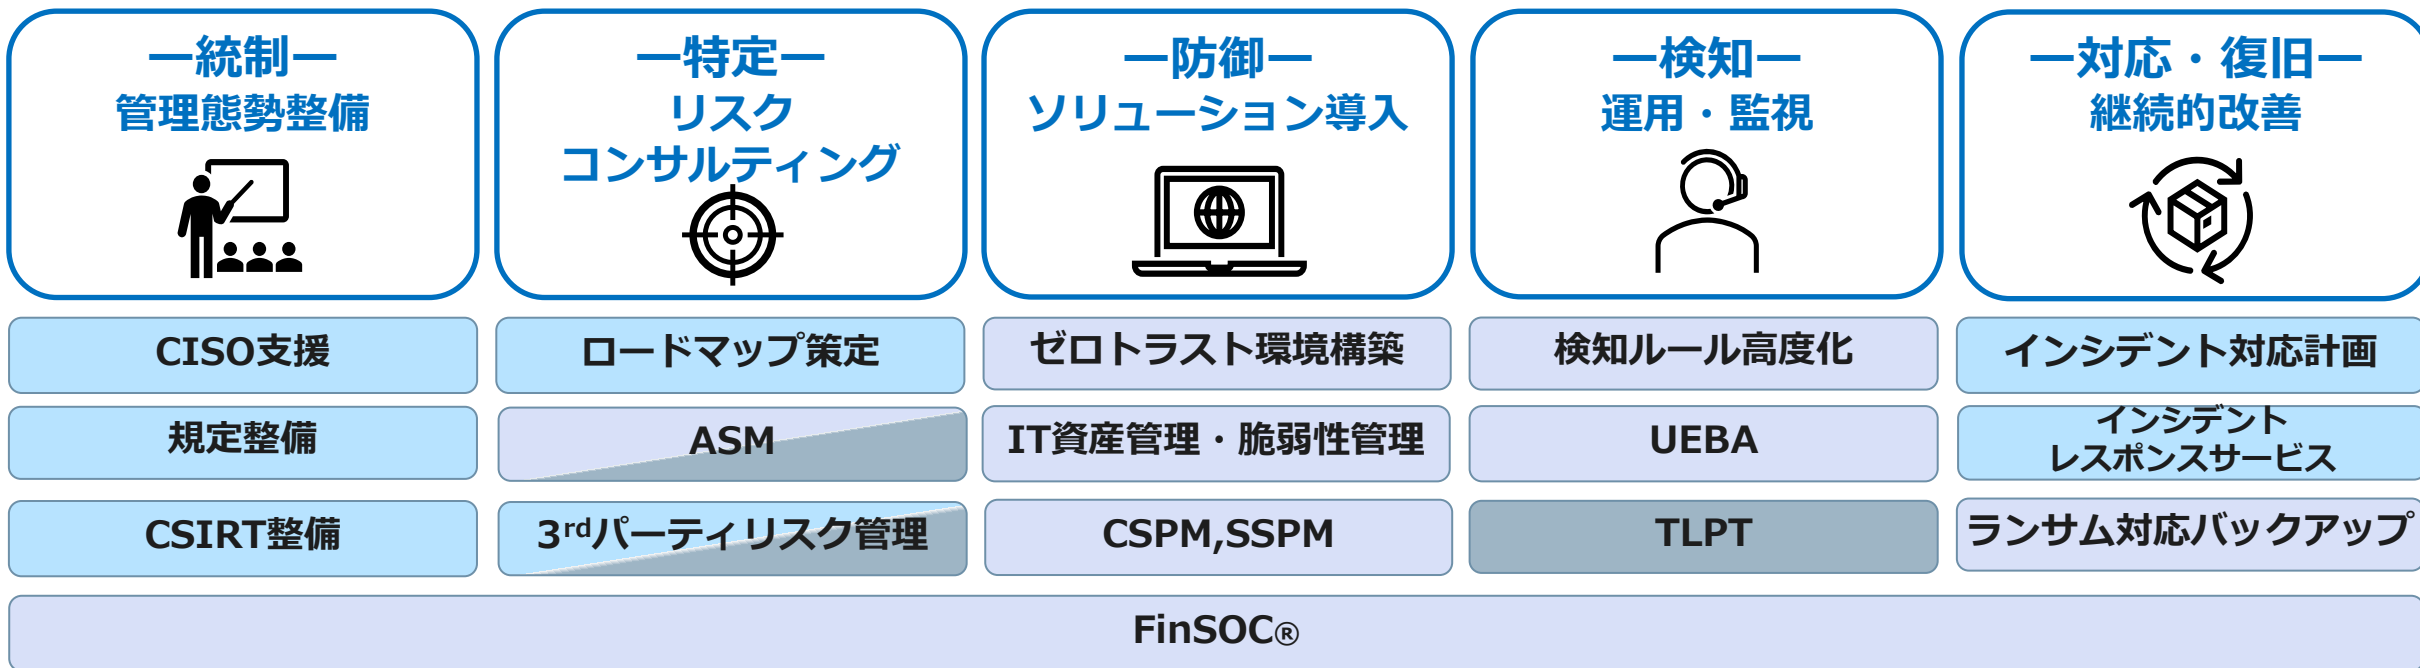 ー統制ー
管理態勢整備
ー特定ー
リスク
コンサルティング
ー防御ー
ソリューション導入
ー検知ー
運用・監視
ー対応・復旧ー
継続的改善
CISO支援
ロードマップ策定
ゼロトラスト環境構築
検知ルール高度化
インシデント対応計画
規定整備
ASM
IT資産管理・脆弱性管理
UEBA
インシデント
レスポンスサービス
CSIRT整備
3rdパーティリスク管理
CSPM,SSPM
TLPT
ランサム対応バックアップ
FinSOC®